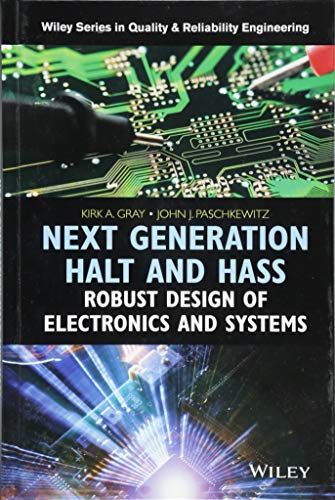 Wiley Series in Quality & Reliability Engineering
KIRK A. GRAY • JOHN J. PASCHKEWITZ
NEXT GENERATION
HALT AND HASS
ROBUST DESIGN OF
ELECTRONICS AND SYSTEMS
WILEY